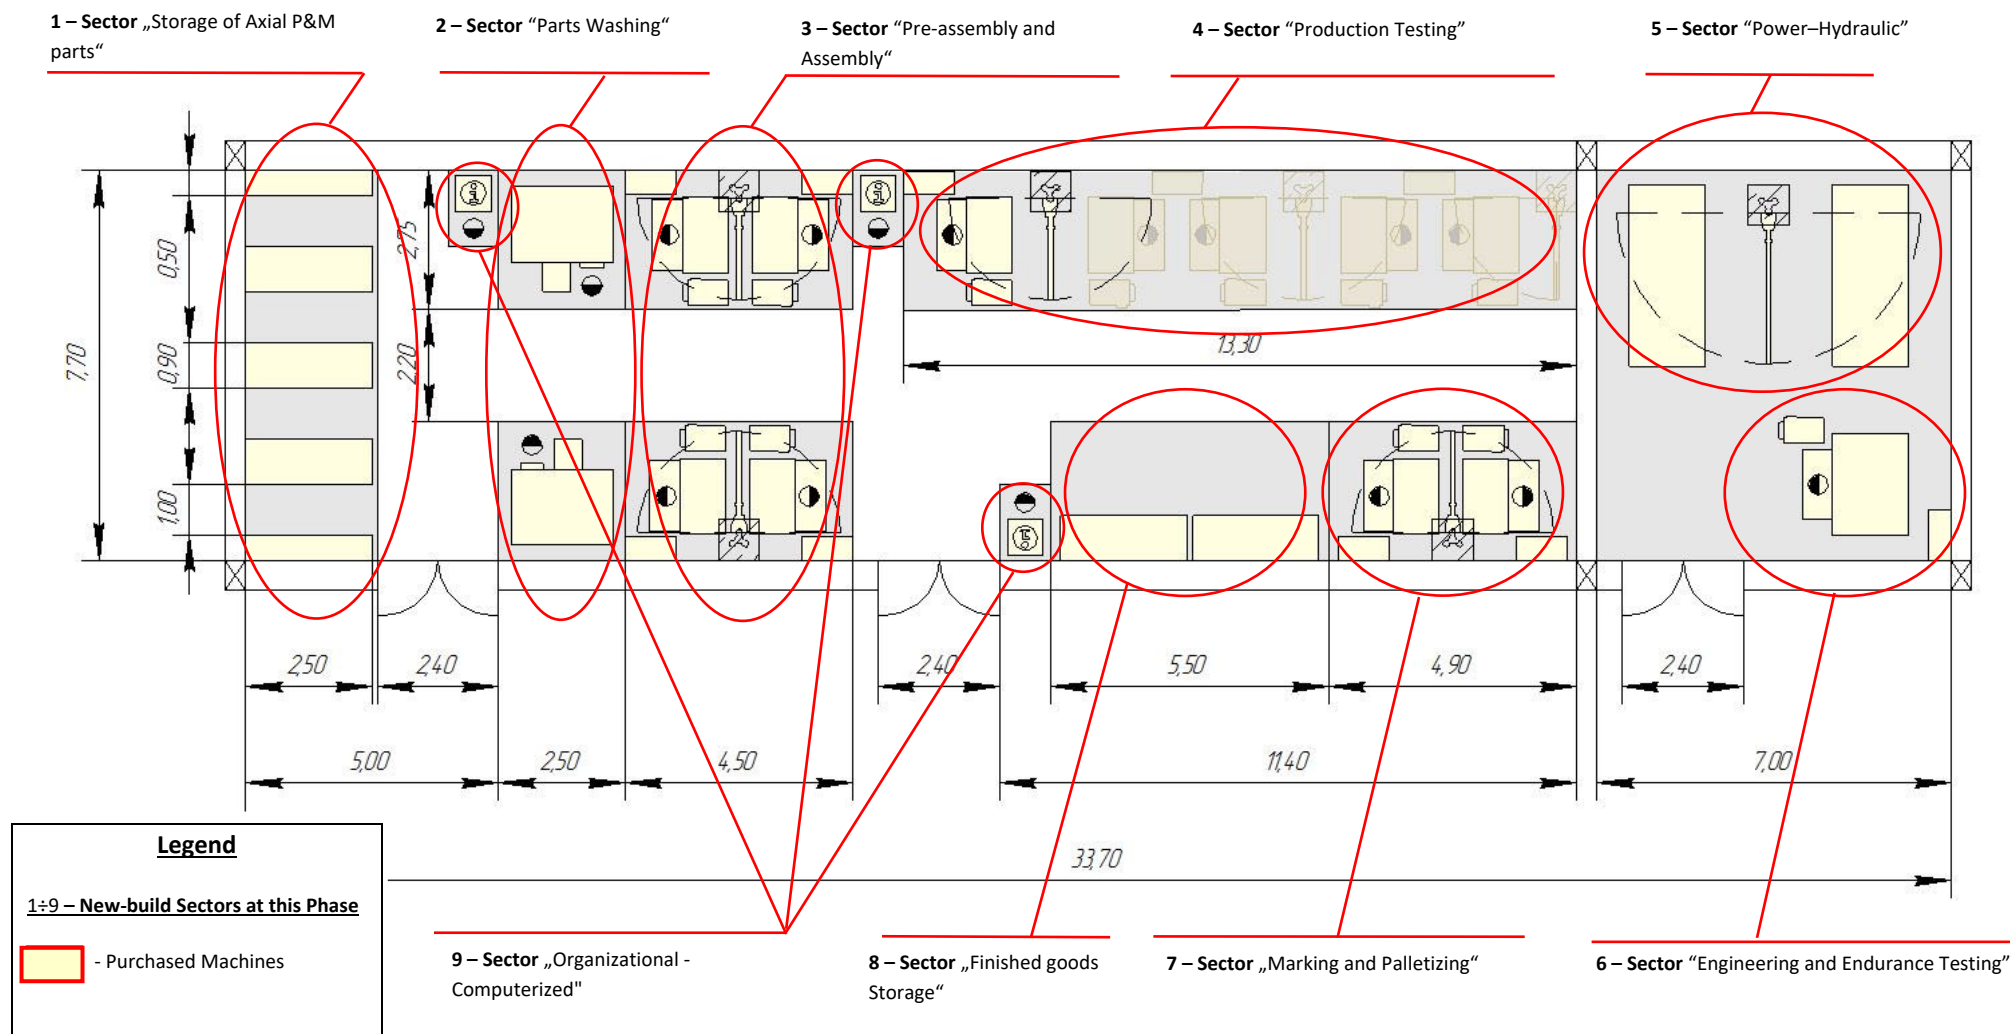 1 – Sector „Storage of Axial P&M
parts“
2 – Sector “Parts Washing“
3 – Sector “Pre-assembly and
Assembly“
4 – Sector “Production Testing”
5 – Sector “Power–Hydraulic”
7,70
0,50
0,90
1,00
2,75
2,20
13,30
2,50
2,40
2,40
5,50
4,90
2,40
5,00
2,50
4,50
11,40
7,00
33,70
Legend
1÷9 – New-build Sectors at this Phase
- Purchased Machines
9 – Sector „Organizational -
Computerized"
8 – Sector „Finished goods
Storage“
7 – Sector „Marking and Palletizing“
6 – Sector “Engineering and Endurance Testing”